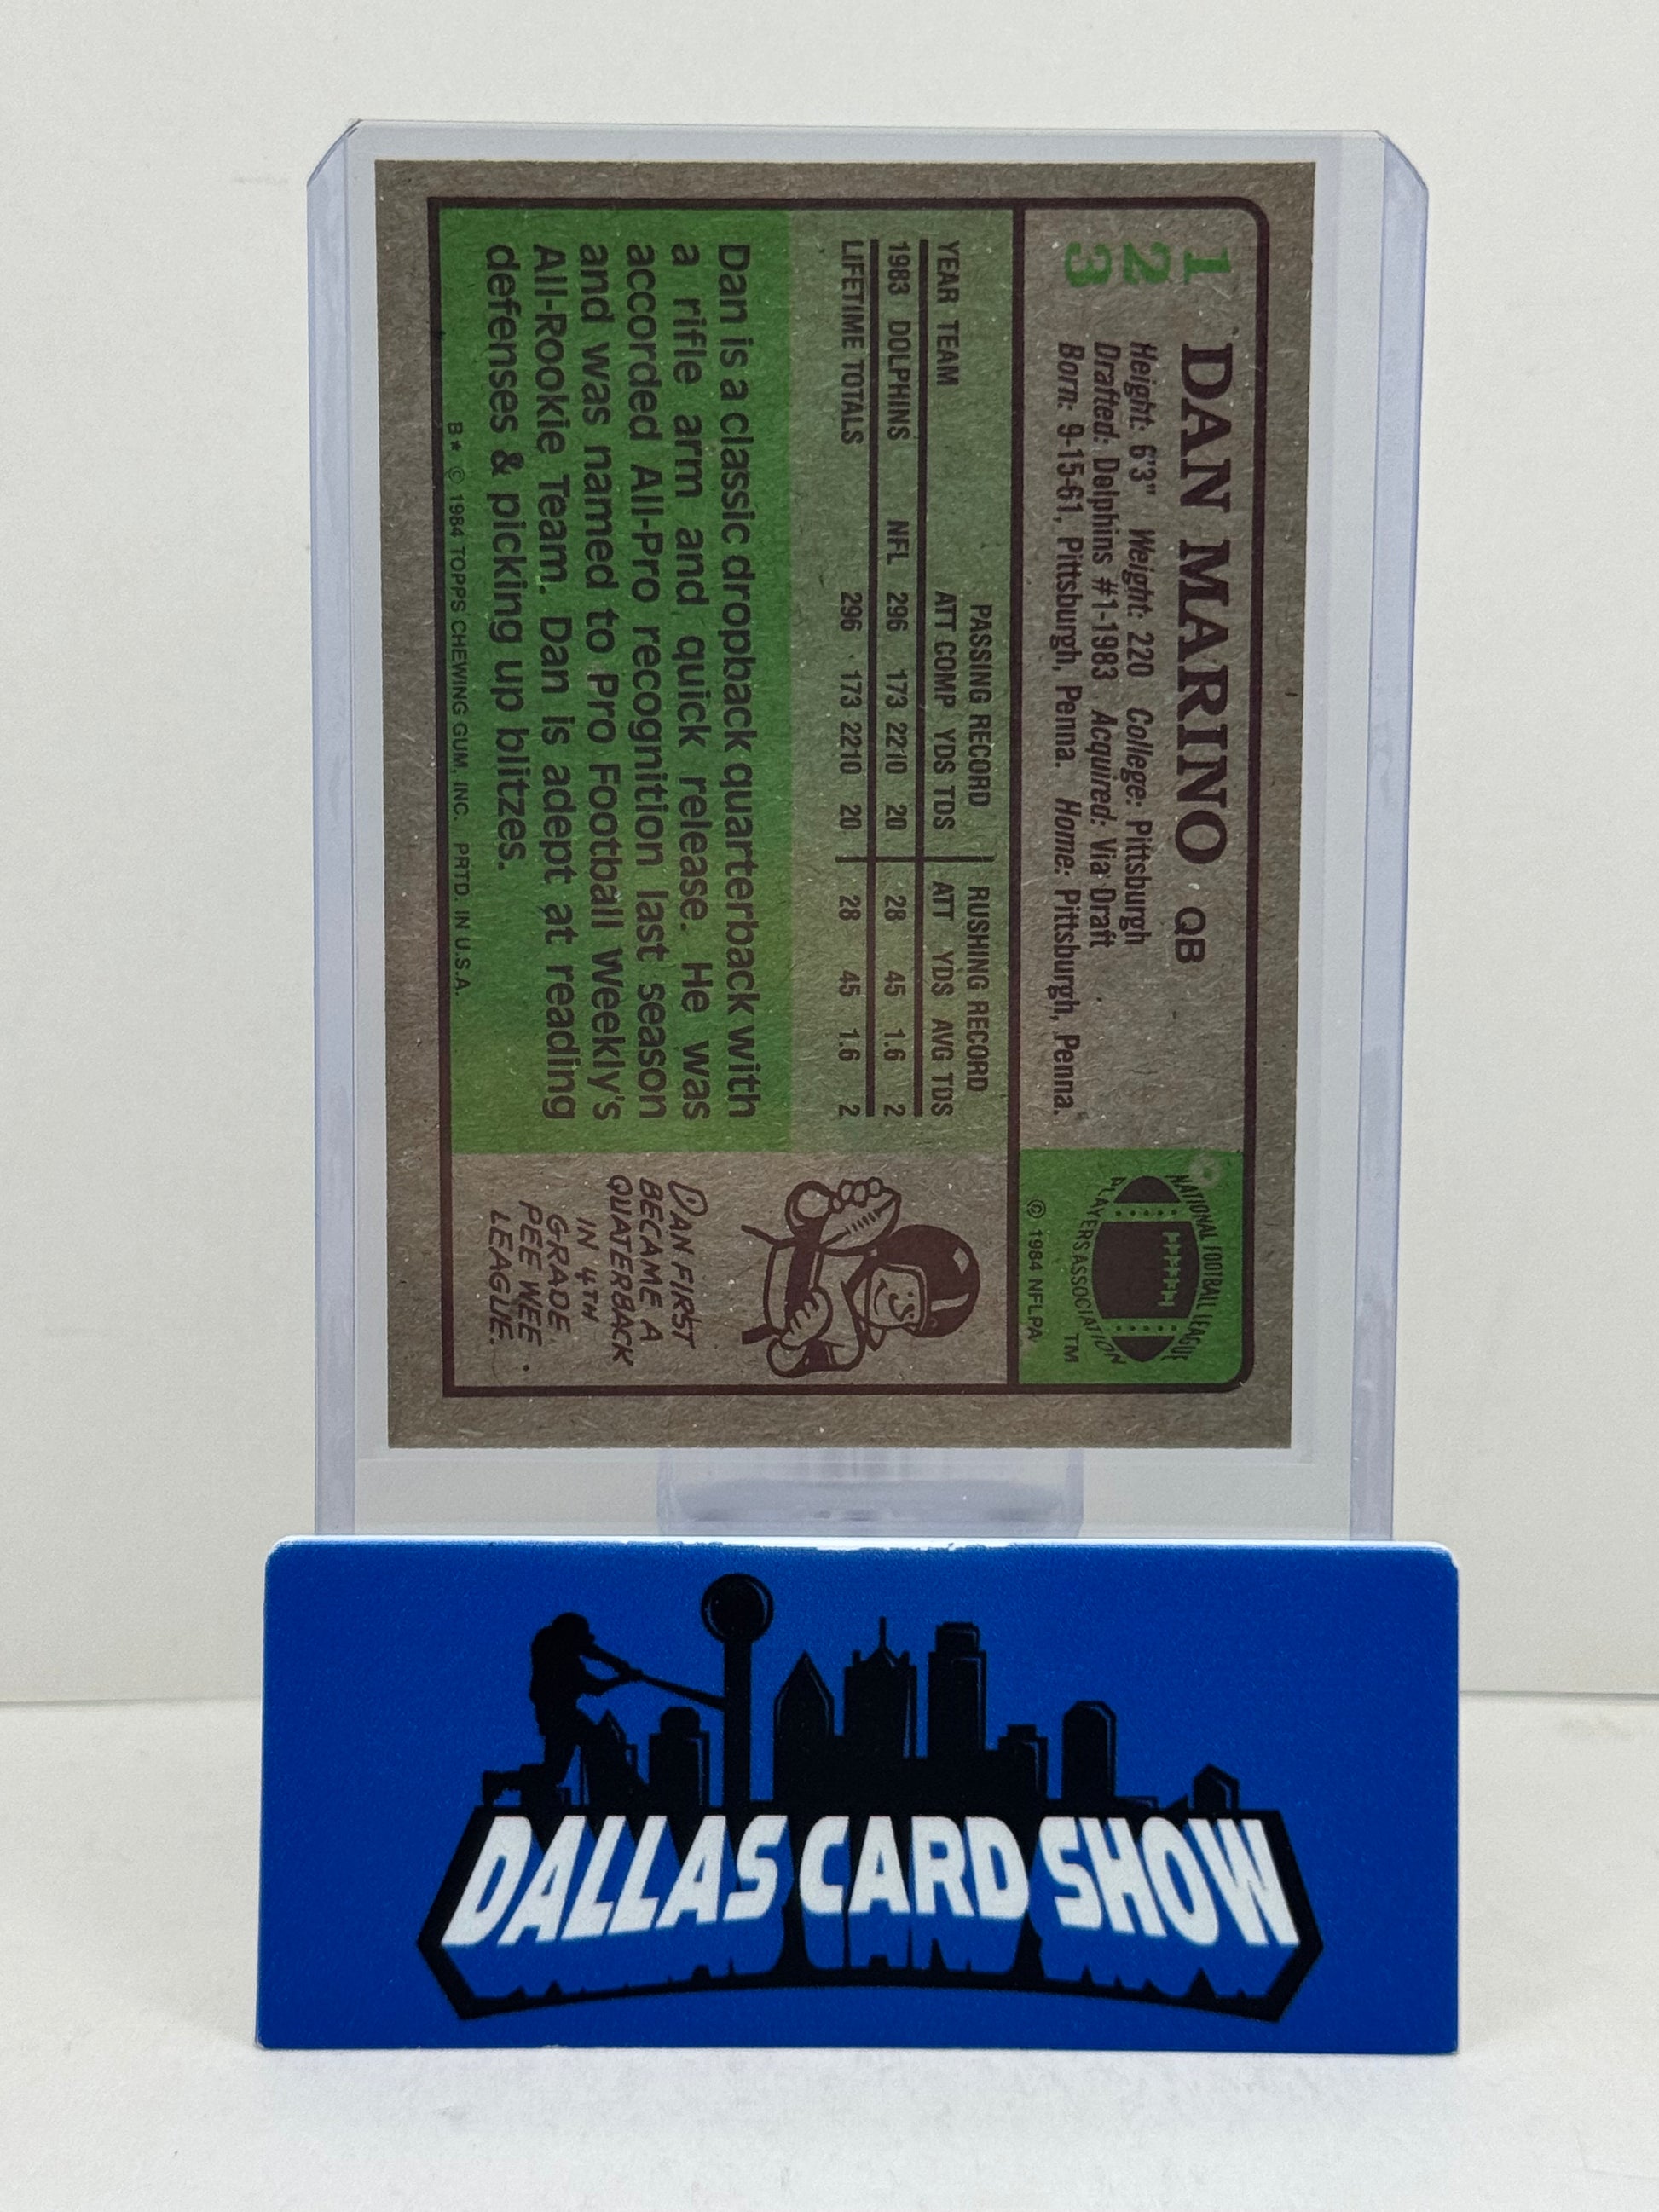 1
2
3
DAN MARINO QB
Height: 6'3" Weight: 220 College: Pittsburgh
Drafted: Dolphins #1-1983 Acquired: Via Draft
Born: 9-15-61, Pittsburgh, Penna. Home: Pittsburgh, Penna.
NATIONAL FOOTBALL LEAGUE
PLAYERS ASSOCIATION
TM
© 1984 NFLPA
PASSING RECORD RUSHING RECORD
YEAR TEAM ATT COMP YDS TDS ATT YDS AVG TDS
1983 DOLPHINS NFL 296 173 2210 20 28 45 1.6 2
LIFETIME TOTALS 296 173 2210 20 28 45 1.6 2
Dan is a classic dropback quarterback with
a rifle arm and quick release. He was
accorded All-Pro recognition last season
and was named to Pro Football Weekly's
All-Rookie Team. Dan is adept at reading
defenses & picking up blitzes.
DAN FIRST
BECAME A
QUATERBACK
IN 4TH
GRADE
PEE WEE
LEAGUE.
B* © 1984 TOPPS CHEWING GUM, INC., PRTD. IN U.S.A.
DALLAS CARD SHOW